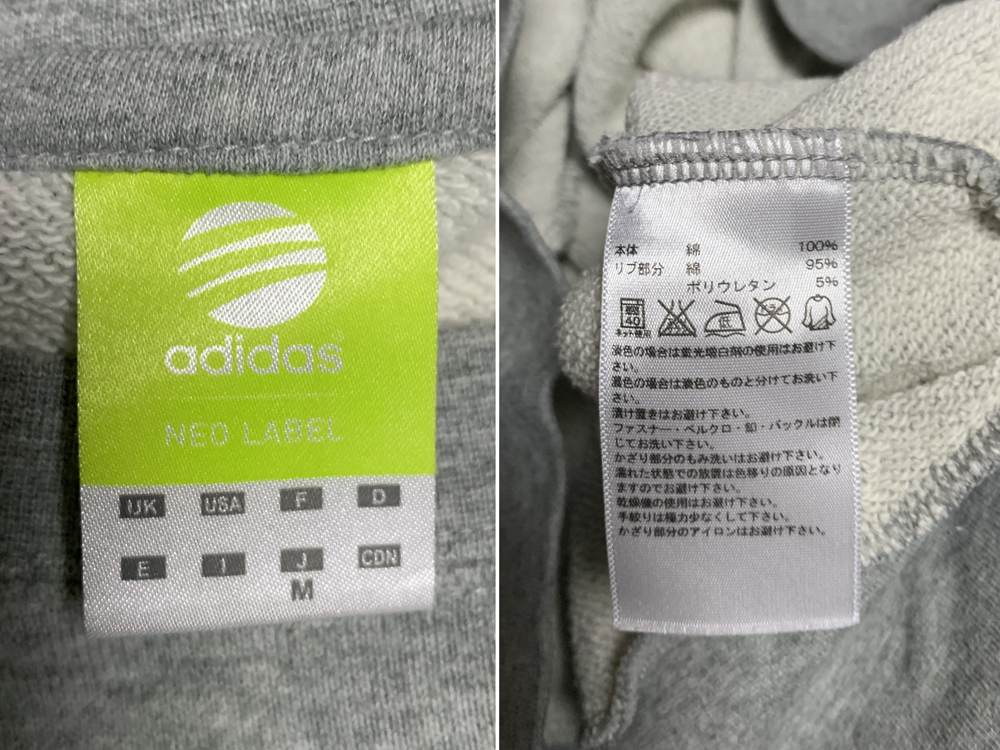 adidas
NEO LABEL
UK USA F D
E I J CDN
M
本体 綿 100%
リブ部分 綿 95%
ポリウレタン 5%
40
ネット使用
低
淡色の場合は蛍光増白剤の使用はお避け下
さい。
濃色の場合は淡色のものと分けてお洗い下
さい。
漬け置きはお避け下さい。
ファスナー・ベルクロ・釦・バックルは閉
じてお洗い下さい。
かざり部分のもみ洗いはお避け下さい。
濡れた状態での放置は色移りの原因となり
ますのでお避け下さい。
乾燥機の使用はお避け下さい。
手絞りは極力少なくして下さい。
かざり部分のアイロンはお避け下さい。